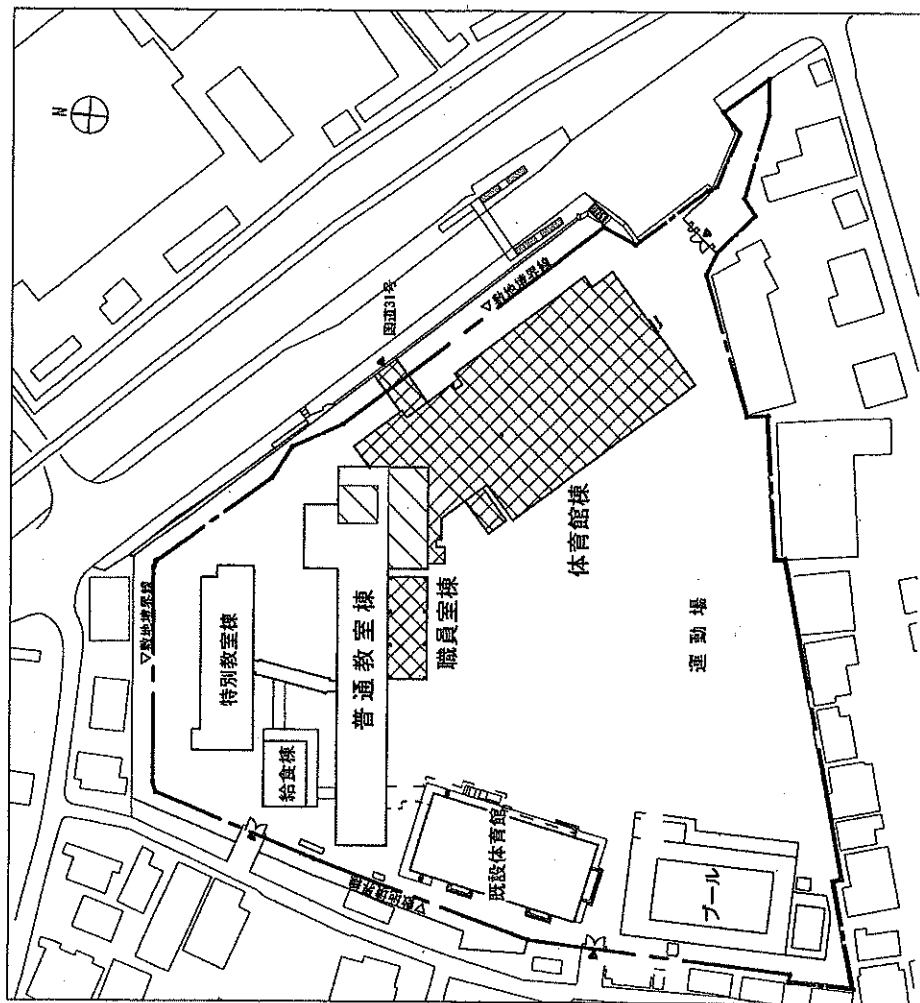 N
国道31号
▽敷地境界線
▽敷地境界線
特別教室棟
普通教室棟
職員室棟
体育館棟
給食棟
運動場
既設体育館
▽敷地境界線
プール